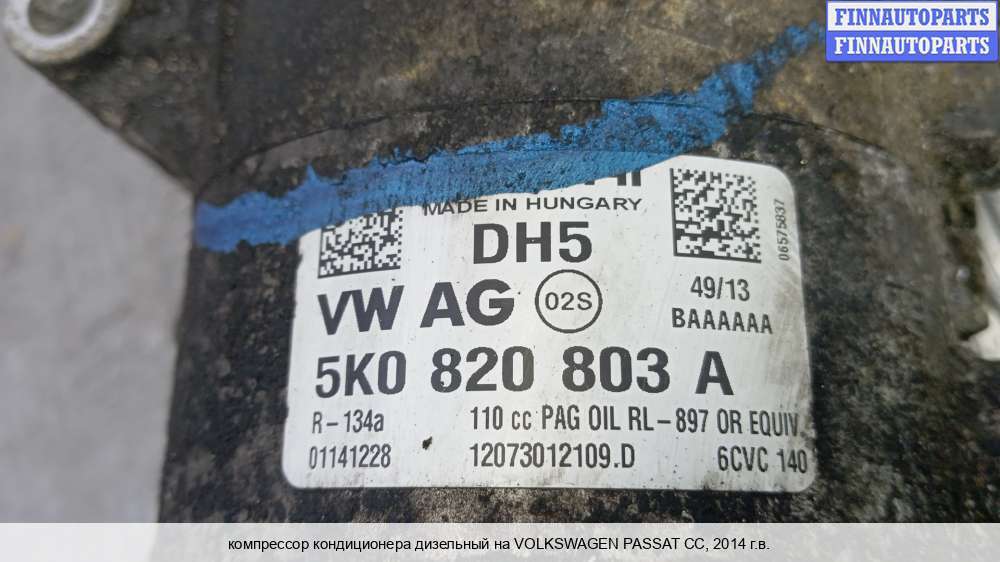 FINNAUTOPARTS
FINNAUTOPARTS
MADE IN HUNGARY
DH5
06575837
VW AG 02S
49/13
BAAAAAA
5K0 820 803 A
R-134a 110 cc PAG OIL RL-897 OR EQUIV.
01141228 12073012109.D 6CVC 140
компрессор кондиционера дизельный на VOLKSWAGEN PASSAT CC, 2014 г.в.